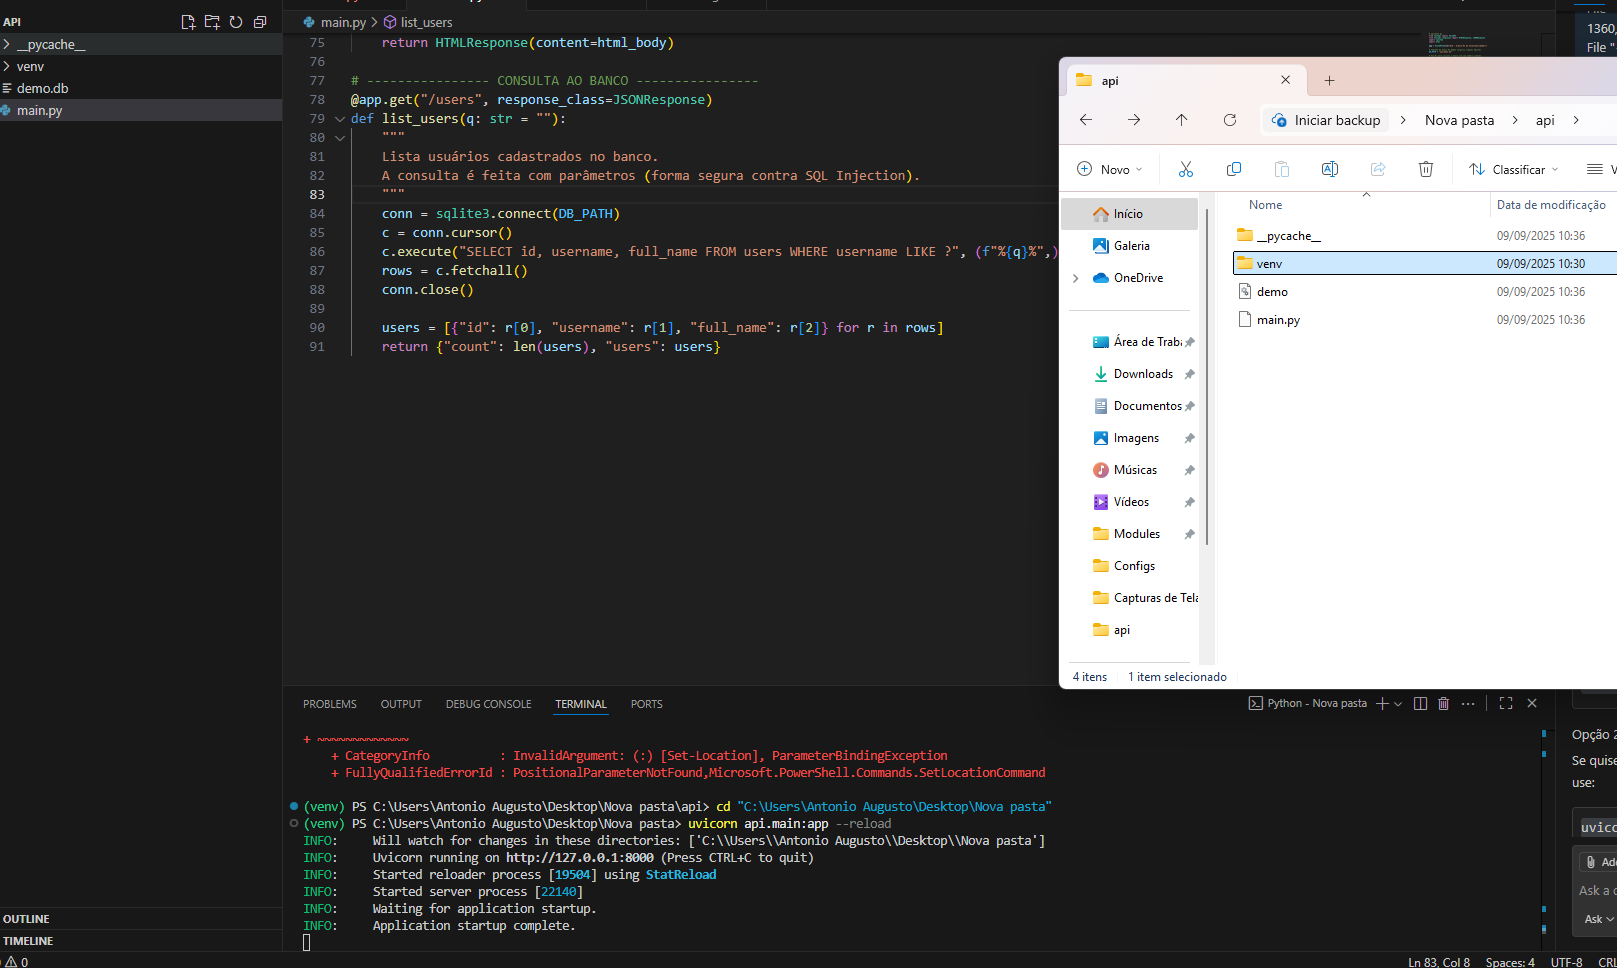 API
__pycache__
venv
demo.db
main.py
OUTLINE
TIMELINE
0
main.py > list_users
75 return HTMLResponse(content=html_body)
76
77 # ---------------- CONSULTA AO BANCO ----------------
78 @app.get("/users", response_class=JSONResponse)
79 def list_users(q: str = ""):
80 """
81 Lista usuários cadastrados no banco.
82 A consulta é feita com parâmetros (forma segura contra SQL Injection).
83 """
84 conn = sqlite3.connect(DB_PATH)
85 c = conn.cursor()
86 c.execute("SELECT id, username, full_name FROM users WHERE username LIKE ?", (f"%{q}%",)
87 rows = c.fetchall()
88 conn.close()
89
90 users = [{"id": r[0], "username": r[1], "full_name": r[2]} for r in rows]
91 return {"count": len(users), "users": users}
PROBLEMS OUTPUT DEBUG CONSOLE TERMINAL PORTS
Python - Nova pasta
+ ~~~~~~~~~~~~~
+ CategoryInfo : InvalidArgument: (:) [Set-Location], ParameterBindingException
+ FullyQualifiedErrorId : PositionalParameterNotFound,Microsoft.PowerShell.Commands.SetLocationCommand
(venv) PS C:\Users\Antonio Augusto\Desktop\Nova pasta\api> cd "C:\Users\Antonio Augusto\Desktop\Nova pasta"
(venv) PS C:\Users\Antonio Augusto\Desktop\Nova pasta> uvicorn api.main:app --reload
INFO: Will watch for changes in these directories: ['C:\\Users\\Antonio Augusto\\Desktop\\Nova pasta']
INFO: Uvicorn running on http://127.0.0.1:8000 (Press CTRL+C to quit)
INFO: Started reloader process [19504] using StatReload
INFO: Started server process [22140]
INFO: Waiting for application startup.
INFO: Application startup complete.
1360,
File "
api
Iniciar backup > Nova pasta > api >
Novo
Classificar
V
Início
Galeria
OneDrive
Área de Traba
Downloads
Documentos
Imagens
Músicas
Vídeos
Modules
Configs
Capturas de Tela
api
Nome Data de modificação
__pycache__ 09/09/2025 10:36
venv 09/09/2025 10:30
demo 09/09/2025 10:36
main.py 09/09/2025 10:36
4 itens 1 item selecionado
Opção 2
Se quise
use:
uvico
Add
Ask a c
Ask
Ln 83, Col 8 Spaces: 4 UTF-8 CRL